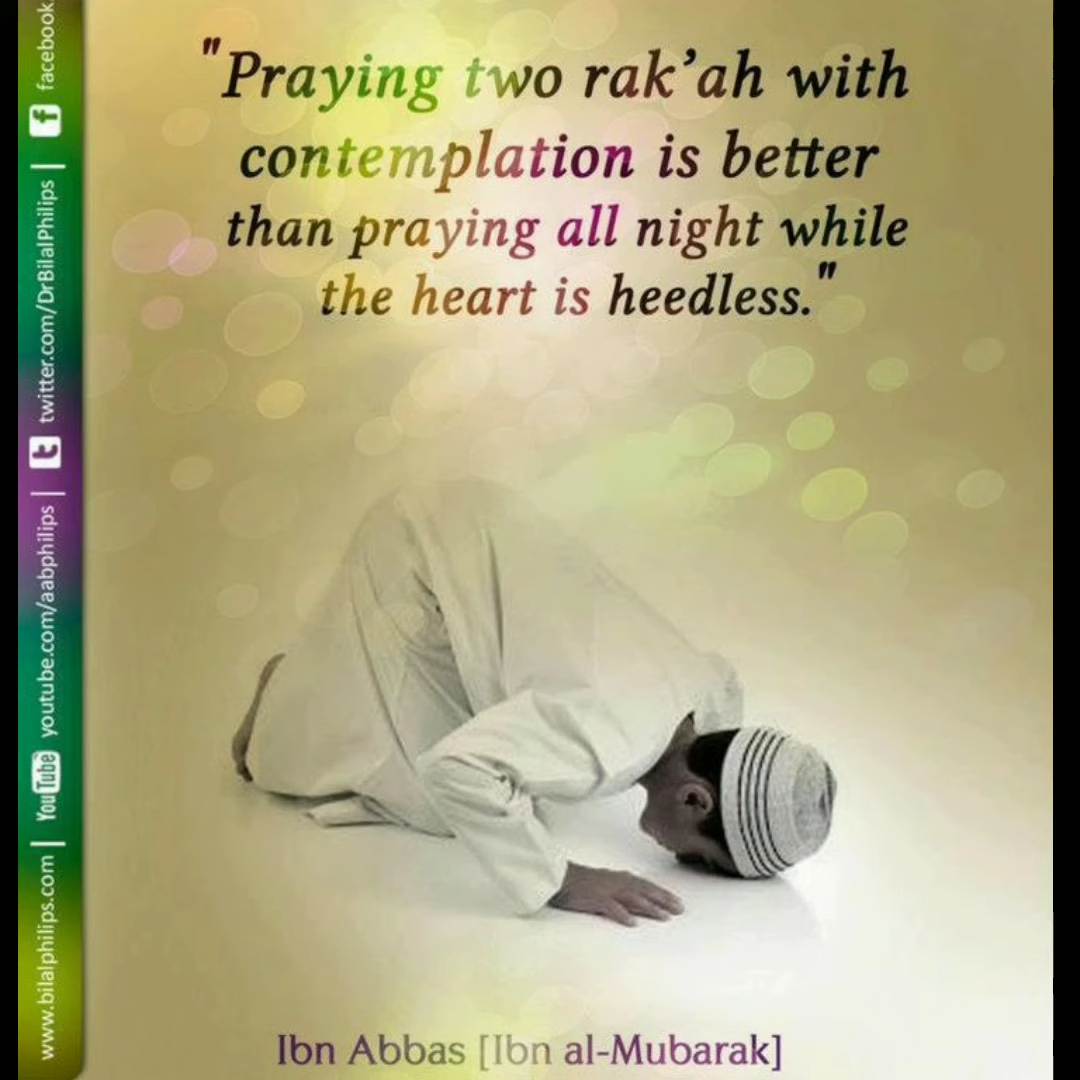 "Praying two rak'ah with
contemplation is better
than praying all night while
the heart is heedless."
Ibn Abbas [Ibn al-Mubarak]
www.bilalphilips.com | YouTube youtube.com/aabphilips | t twitter.com/DrBilalPhilips | f facebook.